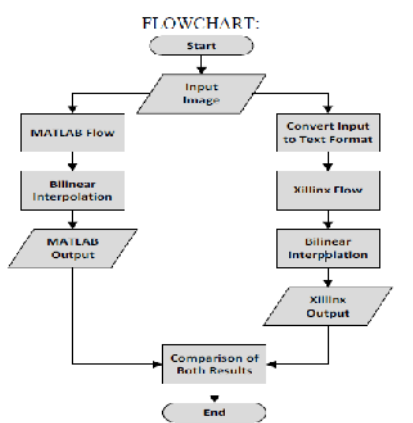 FLOWCHART:
Start
Input
Image
MATLAB Flow
Convert Input
to Text Format
Bilinear
Interpolation
Xillinx Flow
MATLAB
Output
Bilinear
Interpolation
Xillinx
Output
Comparison of
Both Results
End